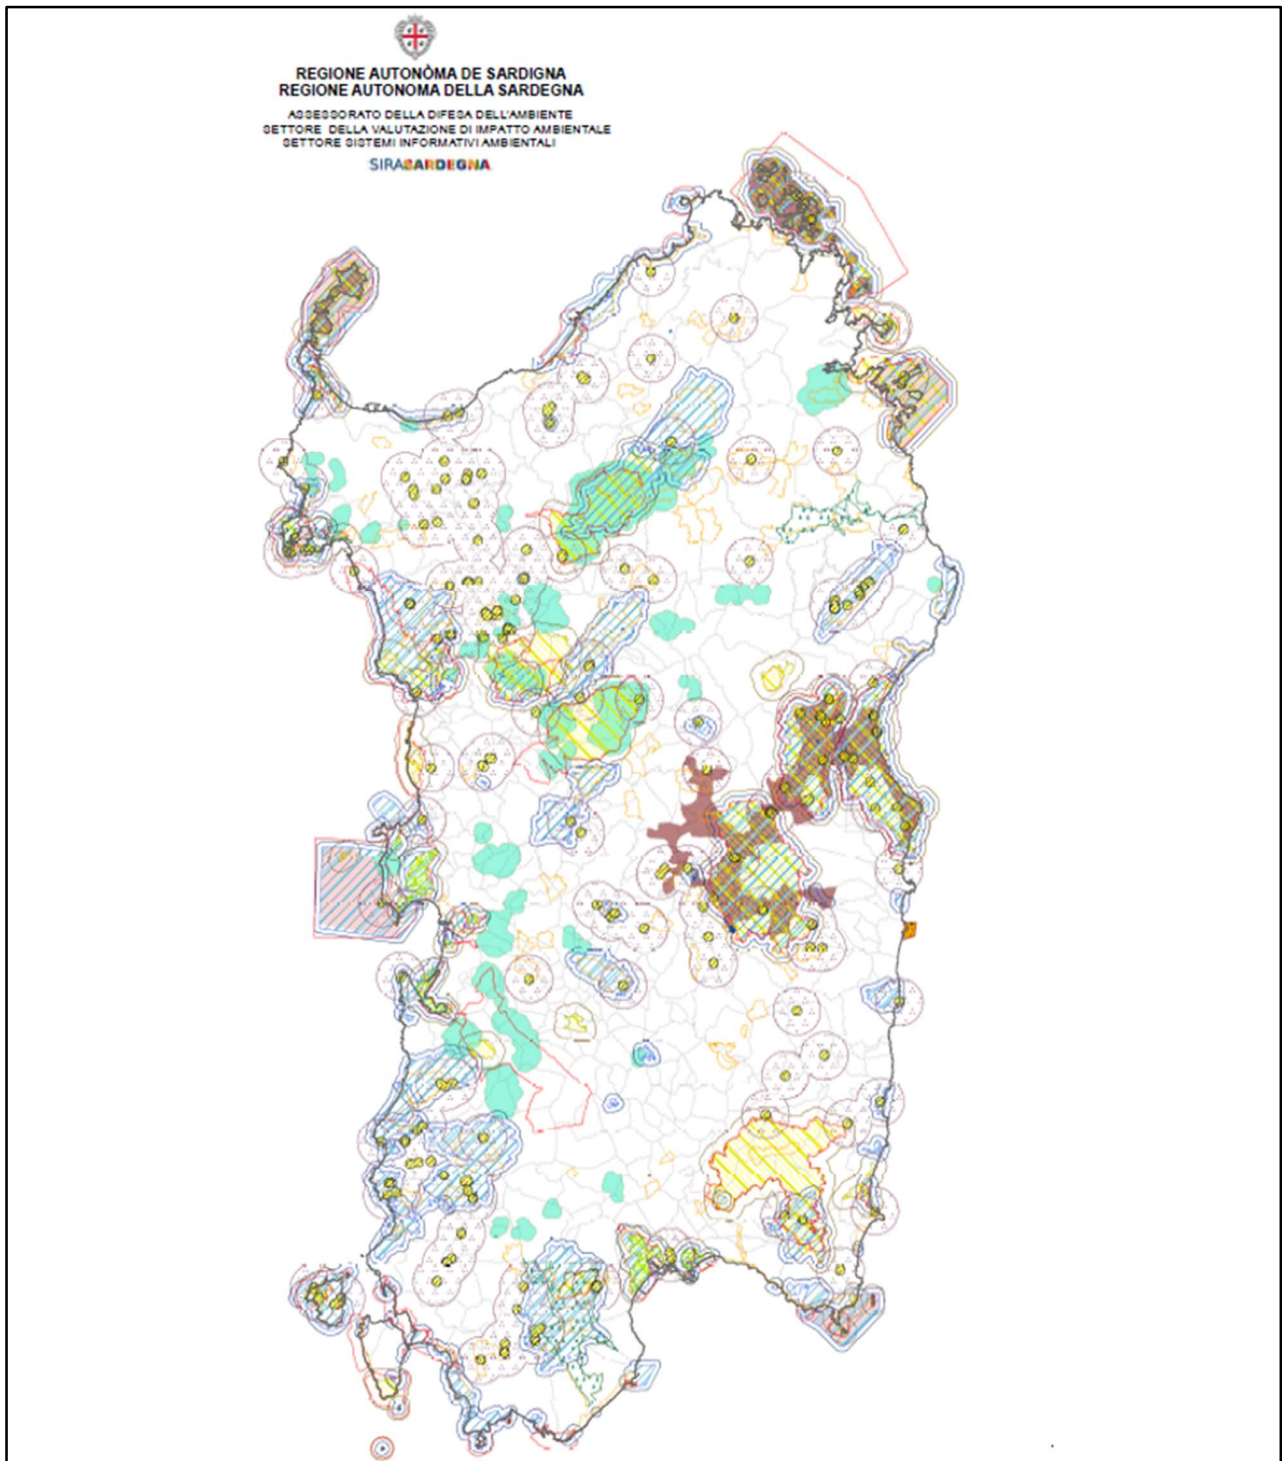 REGIONE AUTONÒMA DE SARDIGNA
REGIONE AUTONOMA DELLA SARDEGNA
ASSESSORATO DELLA DIFESA DELL'AMBIENTE
SETTORE DELLA VALUTAZIONE DI IMPATTO AMBIENTALE
SETTORE SISTEMI INFORMATIVI AMBIENTALI
SIRASARDEGNA